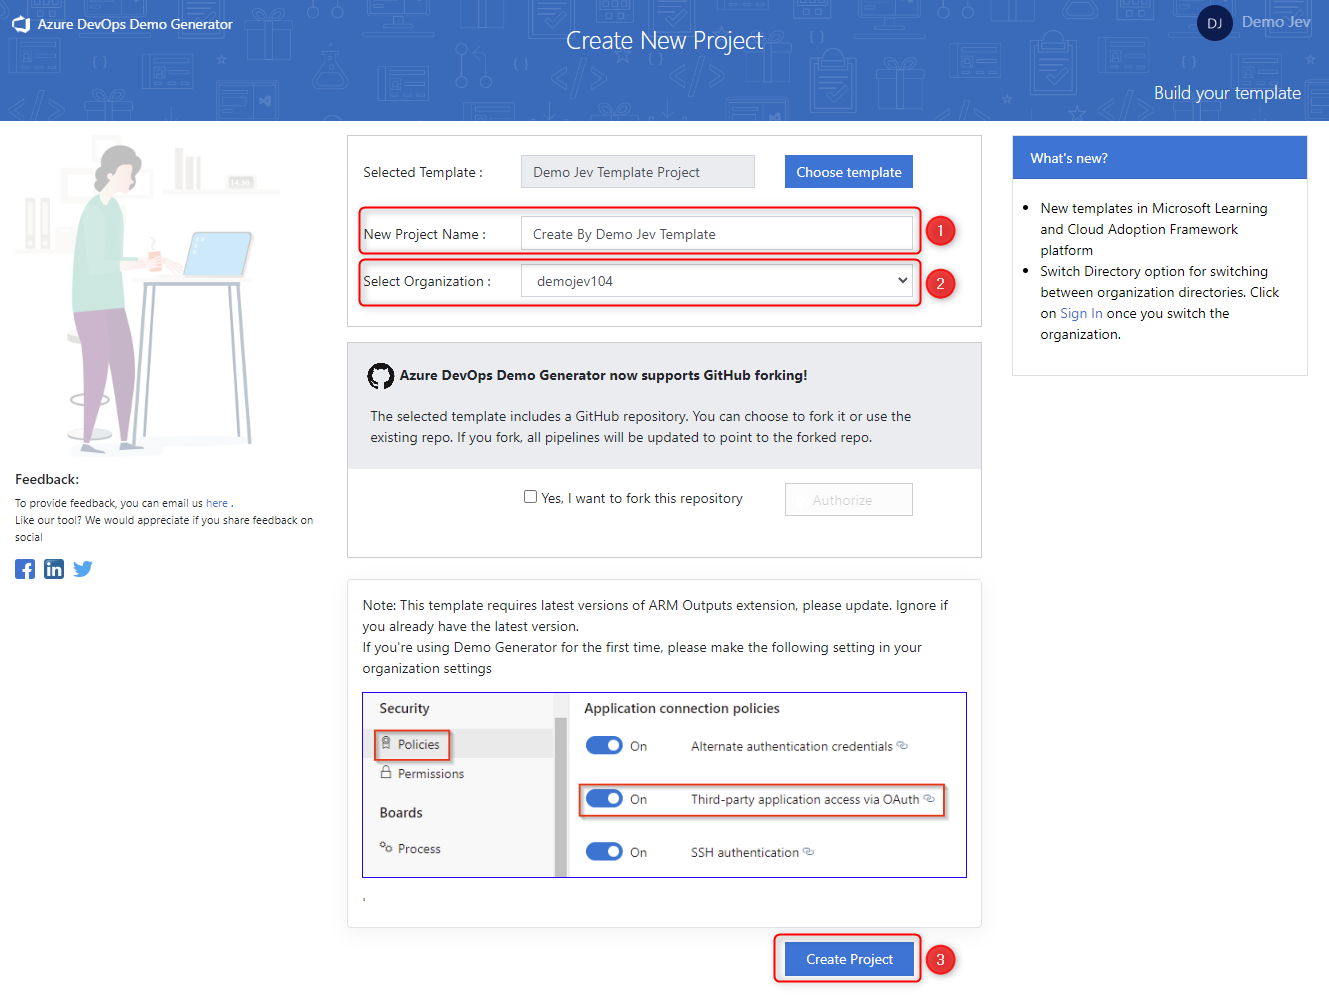 Azure DevOps Demo Generator
DJ Demo Jev
Create New Project
Build your template
Selected Template :
Demo Jev Template Project
Choose template
New Project Name :
Create By Demo Jev Template
1
Select Organization :
demojev104
2
What's new?
New templates in Microsoft Learning
and Cloud Adoption Framework
platform
Switch Directory option for switching
between organization directories. Click
on Sign In once you switch the
organization.
Azure DevOps Demo Generator now supports GitHub forking!
The selected template includes a GitHub repository. You can choose to fork it or use the
existing repo. If you fork, all pipelines will be updated to point to the forked repo.
Yes, I want to fork this repository
Authorize
Feedback:
To provide feedback, you can email us here .
Like our tool? We would appreciate if you share feedback on
social
Note: This template requires latest versions of ARM Outputs extension, please update. Ignore if
you already have the latest version.
If you're using Demo Generator for the first time, please make the following setting in your
organization settings
Security
Policies
Permissions
Boards
Process
Application connection policies
On Alternate authentication credentials
On Third-party application access via OAuth
On SSH authentication
Create Project
3